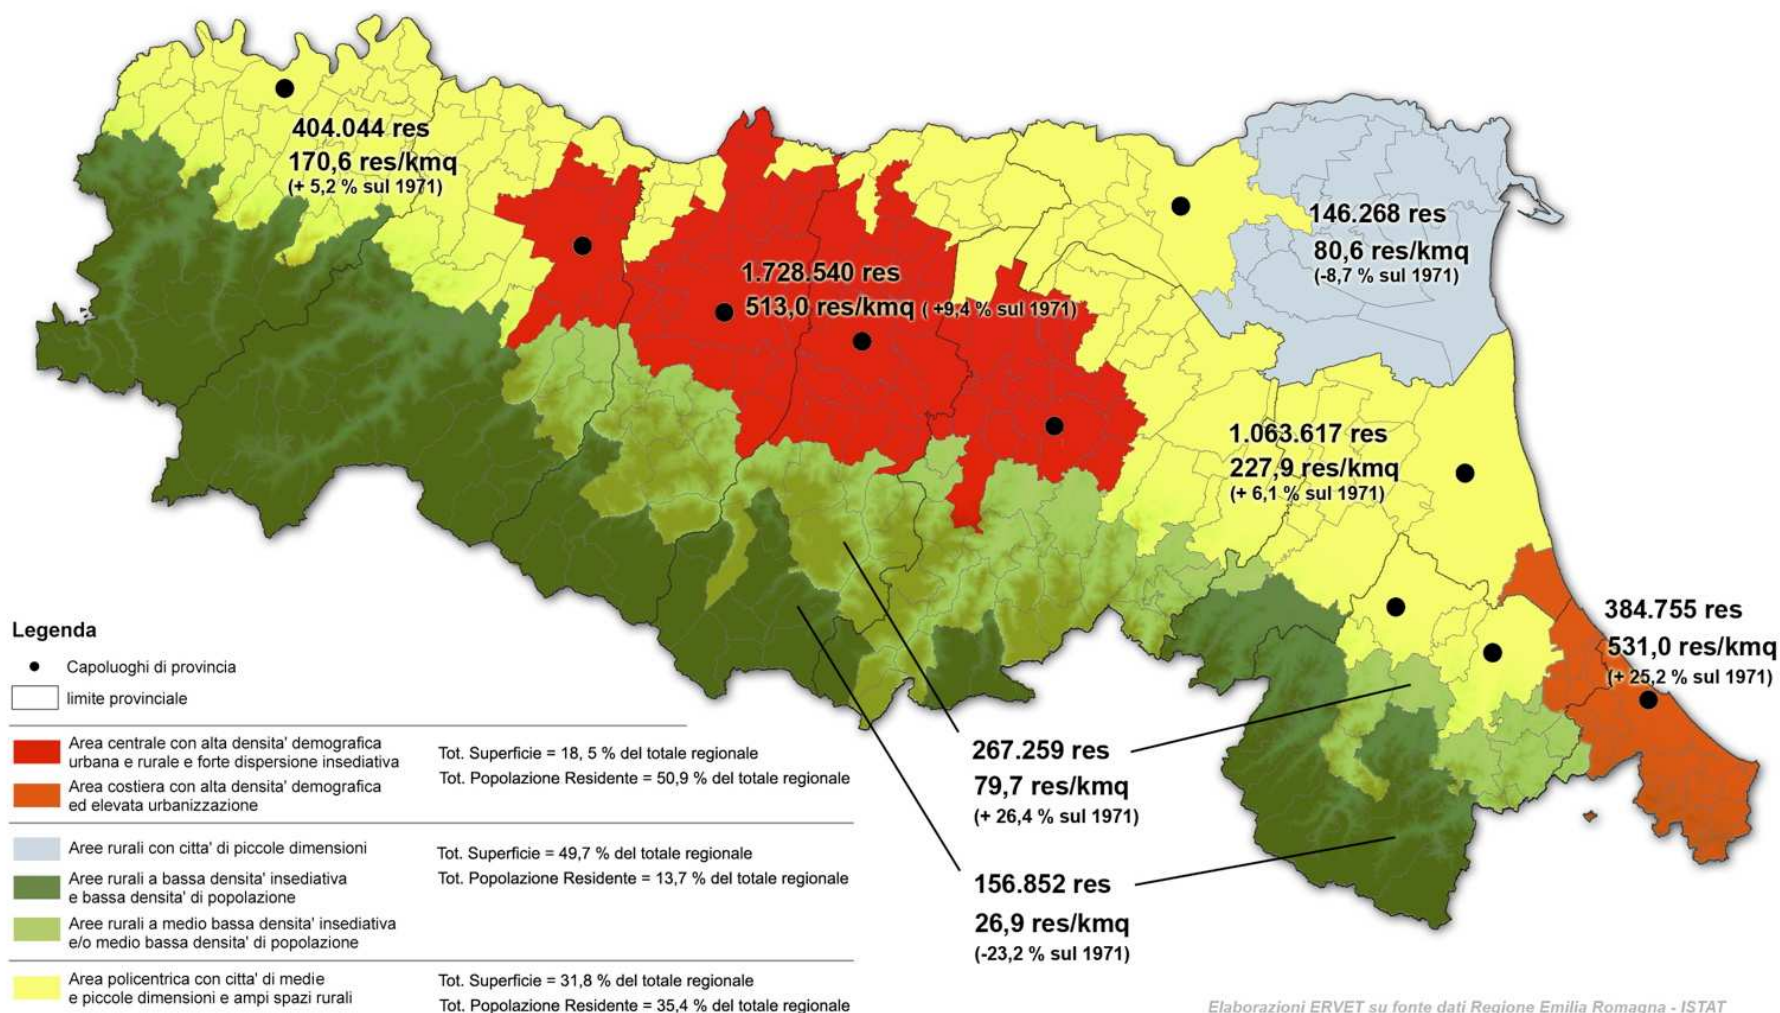 404.044 res
170,6 res/kmq
(+ 5,2 % sul 1971)
1.728.540 res
513,0 res/kmq ( +9,4 % sul 1971)
146.268 res
80,6 res/kmq
(-8,7 % sul 1971)
1.063.617 res
227,9 res/kmq
(+ 6,1 % sul 1971)
384.755 res
531,0 res/kmq
(+ 25,2 % sul 1971)
267.259 res
79,7 res/kmq
(+ 26,4 % sul 1971)
156.852 res
26,9 res/kmq
(-23,2 % sul 1971)
Legenda
Capoluoghi di provincia
limite provinciale
Area centrale con alta densita' demografica
urbana e rurale e forte dispersione insediativa
Tot. Superficie = 18, 5 % del totale regionale
Tot. Popolazione Residente = 50,9 % del totale regionale
Area costiera con alta densita' demografica
ed elevata urbanizzazione
Aree rurali con citta' di piccole dimensioni
Tot. Superficie = 49,7 % del totale regionale
Tot. Popolazione Residente = 13,7 % del totale regionale
Aree rurali a bassa densita' insediativa
e bassa densita' di popolazione
Aree rurali a medio bassa densita' insediativa
e/o medio bassa densita' di popolazione
Area policentrica con citta' di medie
e piccole dimensioni e ampi spazi rurali
Tot. Superficie = 31,8 % del totale regionale
Tot. Popolazione Residente = 35,4 % del totale regionale
Elaborazioni ERVET su fonte dati Regione Emilia Romagna - ISTAT